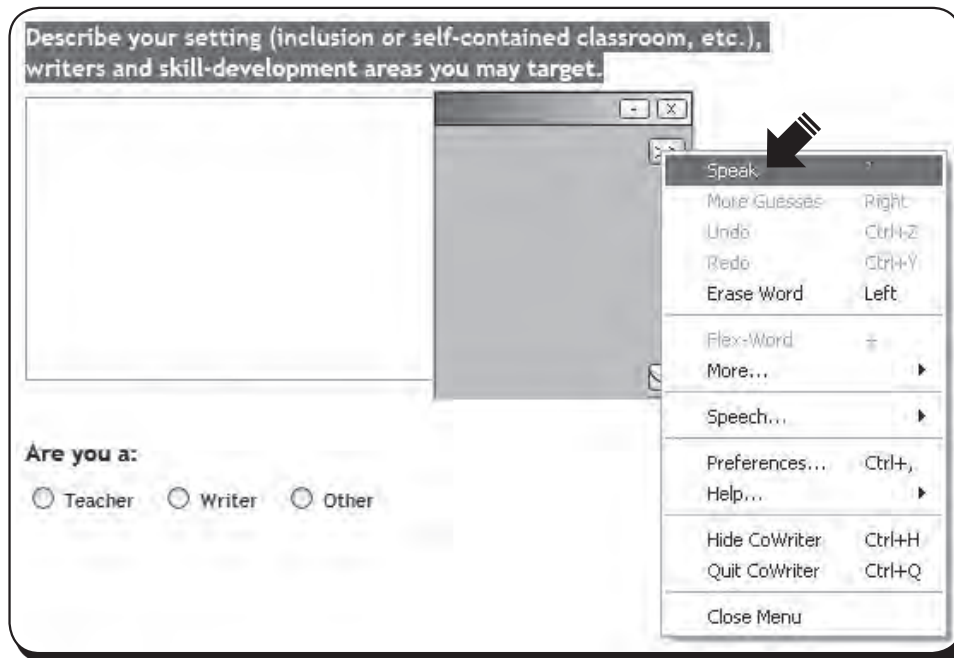 Describe your setting (inclusion or self-contained classroom, etc.),
writers and skill-development areas you may target.
- X
>>
Speak `
More Guesses Right
Undo Ctrl+Z
Redo Ctrl+Y
Erase Word Left
Flex-Word +
More...
Speech...
Preferences... Ctrl+,
Help...
Hide CoWriter Ctrl+H
Quit CoWriter Ctrl+Q
Close Menu
Are you a:
Teacher Writer Other